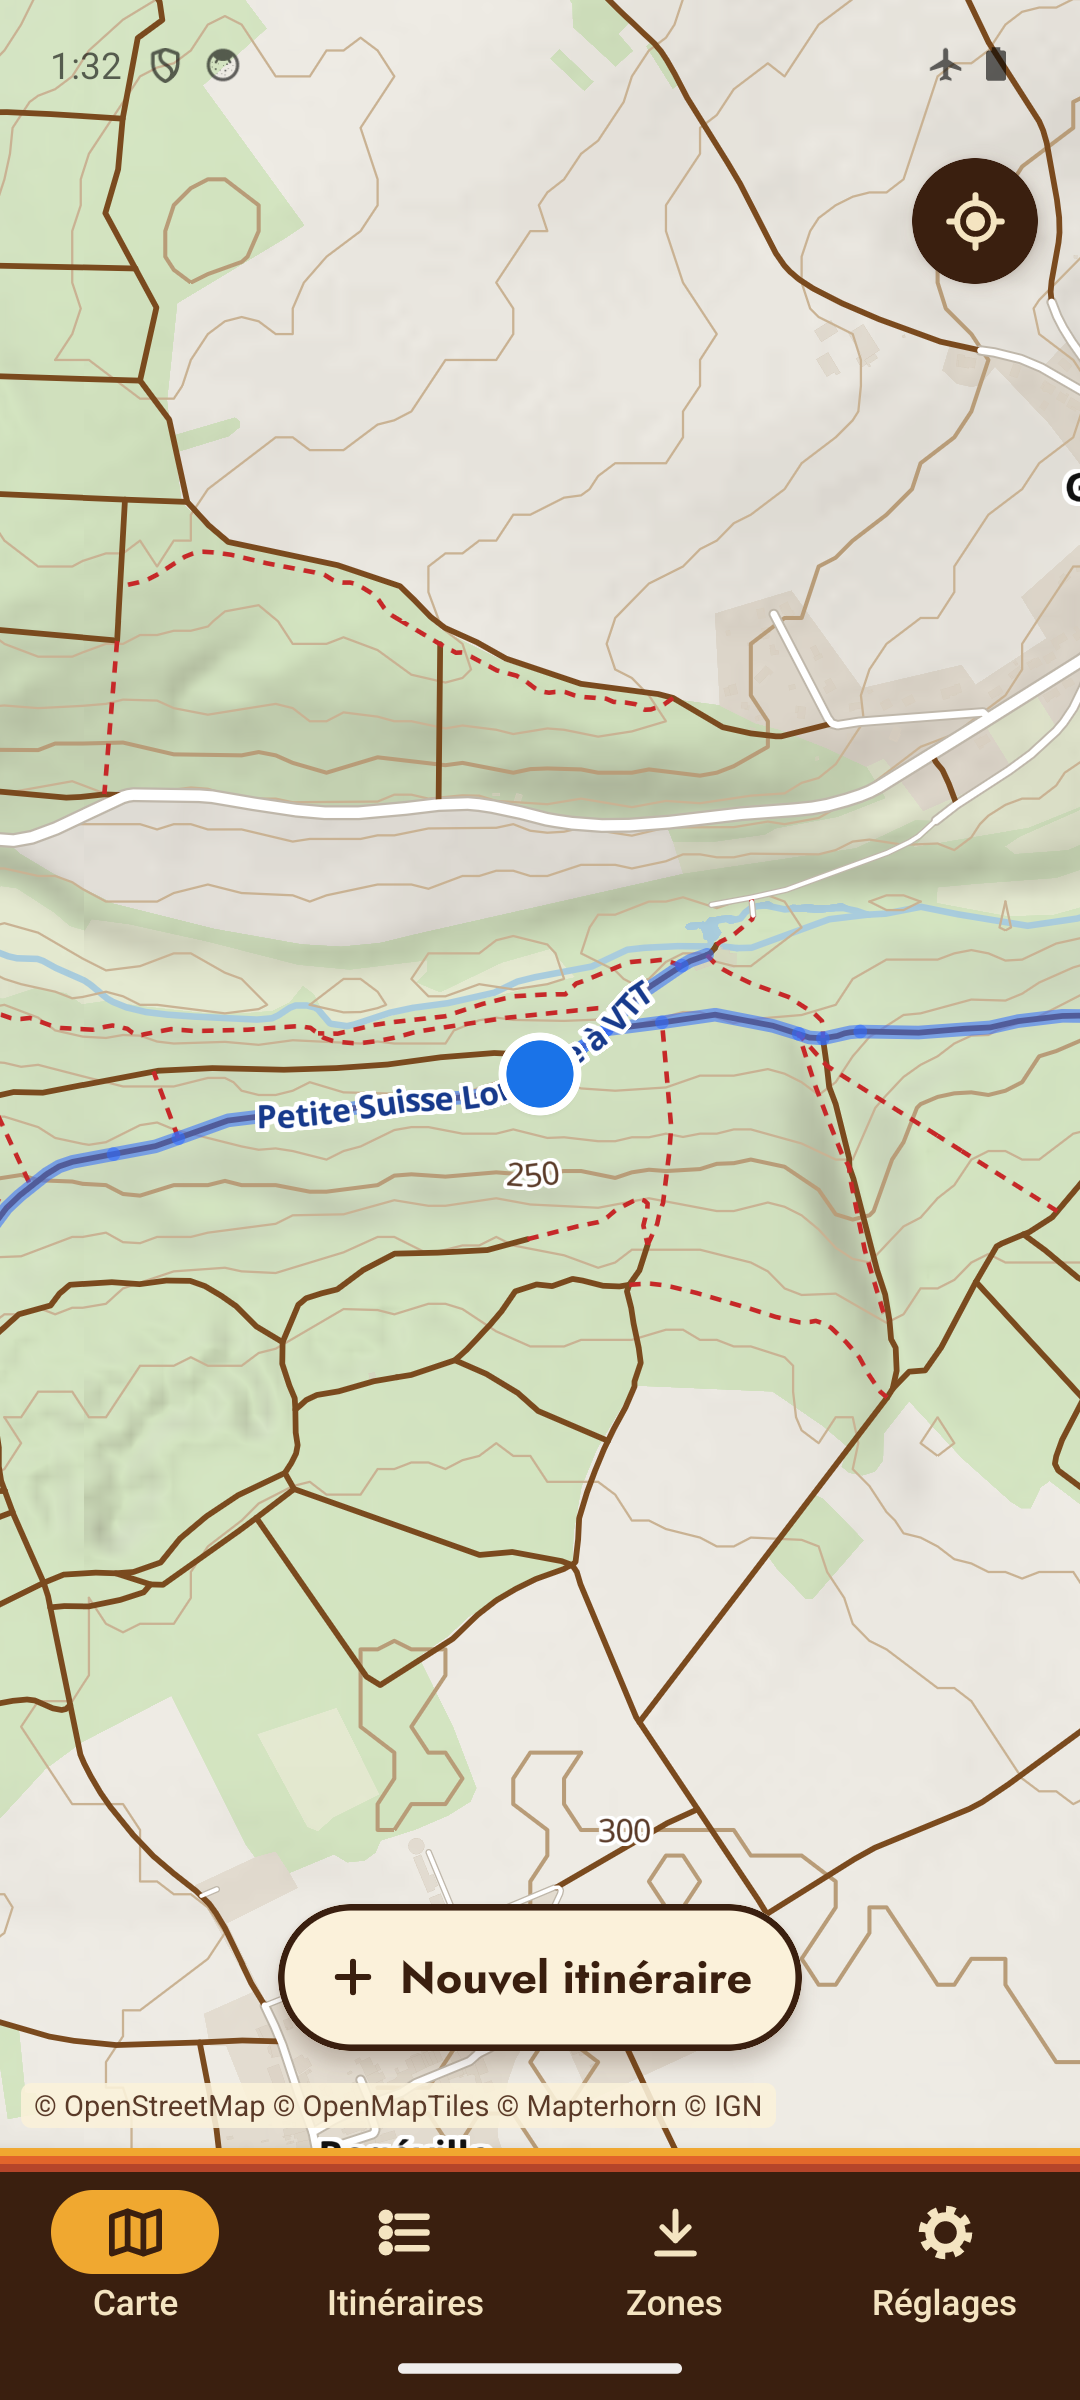 1:32
G
Petite Suisse Lo
e à VTT
250
300
+ Nouvel itinéraire
© OpenStreetMap © OpenMapTiles © Mapterhorn © IGN
Carte
Itinéraires
Zones
Réglages